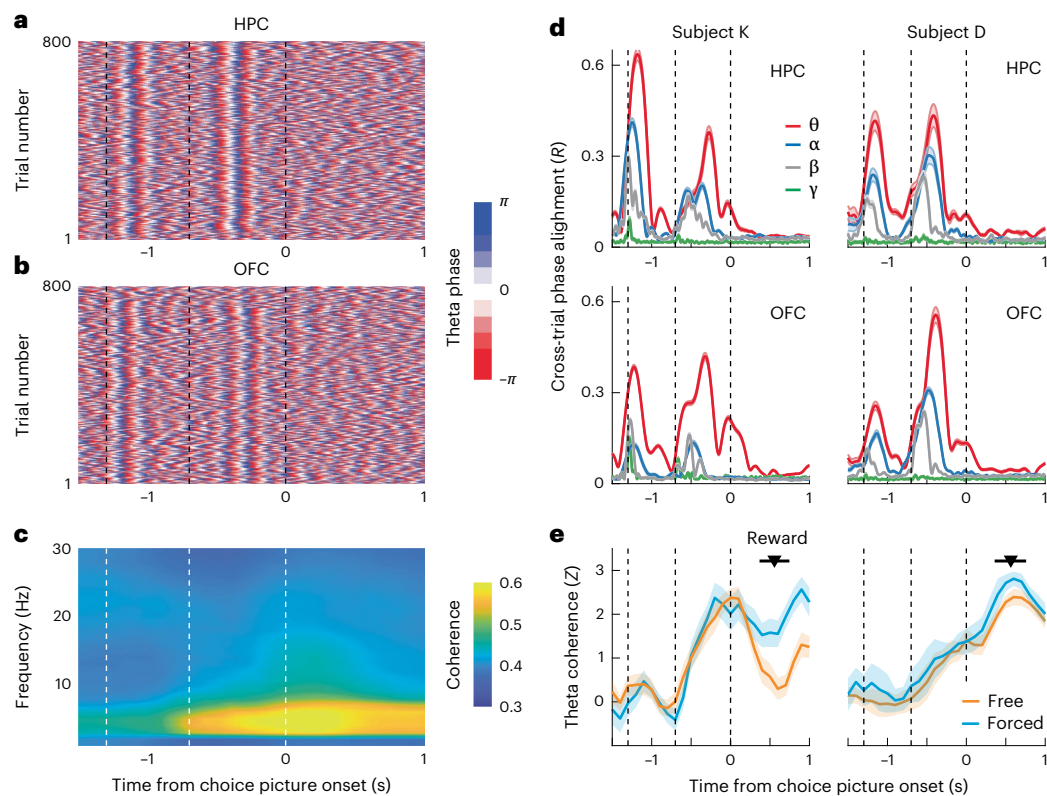 a
HPC
800
Trial number
1
−1
0
1
b
OFC
800
Trial number
1
−1
0
1
π
0
−π
Theta phase
c
30
20
10
Frequency (Hz)
−1
0
1
Time from choice picture onset (s)
0.6
0.5
0.4
0.3
Coherence
d
Subject K
Subject D
HPC
HPC
θ
α
β
γ
0.6
0.3
0
−1
0
1
−1
0
1
Cross-trial phase alighment (R)
OFC
OFC
0.6
0.3
0
−1
0
1
−1
0
1
e
Reward
3
2
1
0
Theta coherence (Z)
Free
Forced
−1
0
1
−1
0
1
Time from choice picture onset (s)